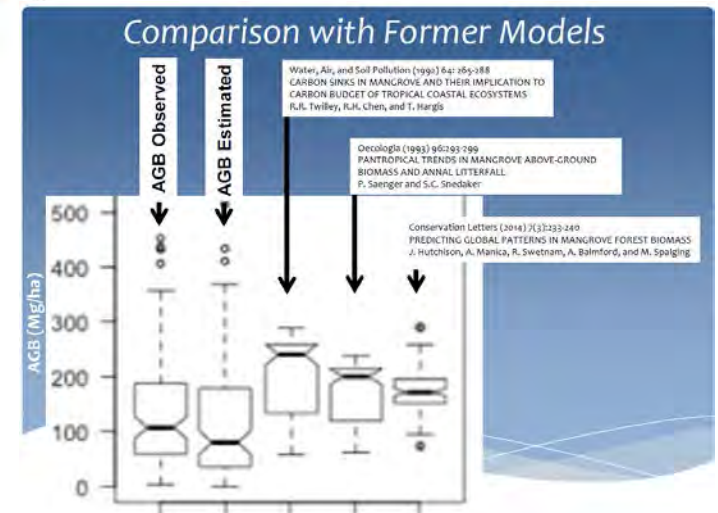 Comparison with Former Models
AGB Observed
AGB Estimated
Water, Air, and Soil Pollution (1992) 64: 265-288
CARBON SINKS IN MANGROVE AND THEIR IMPLICATION TO
CARBON BUDGET OF TROPICAL COASTAL ECOSYSTEMS
R.R. Twilley, R.H. Chen, and T. Hargis
Oecologia (1993) 96:293-299
PANTROPICAL TRENDS IN MANGROVE ABOVE-GROUND
BIOMASS AND ANNAL LITTERFALL
P. Saenger and S.C. Snedaker
Conservation Letters (2014) 7(3):233-240
PREDICTING GLOBAL PATTERNS IN MANGROVE FOREST BIOMASS
J. Hutchison, A. Manica, R. Swetnam, A. Balmford, and M. Spalging
AGB (Mg/ha)
500
400
300
200
100
0